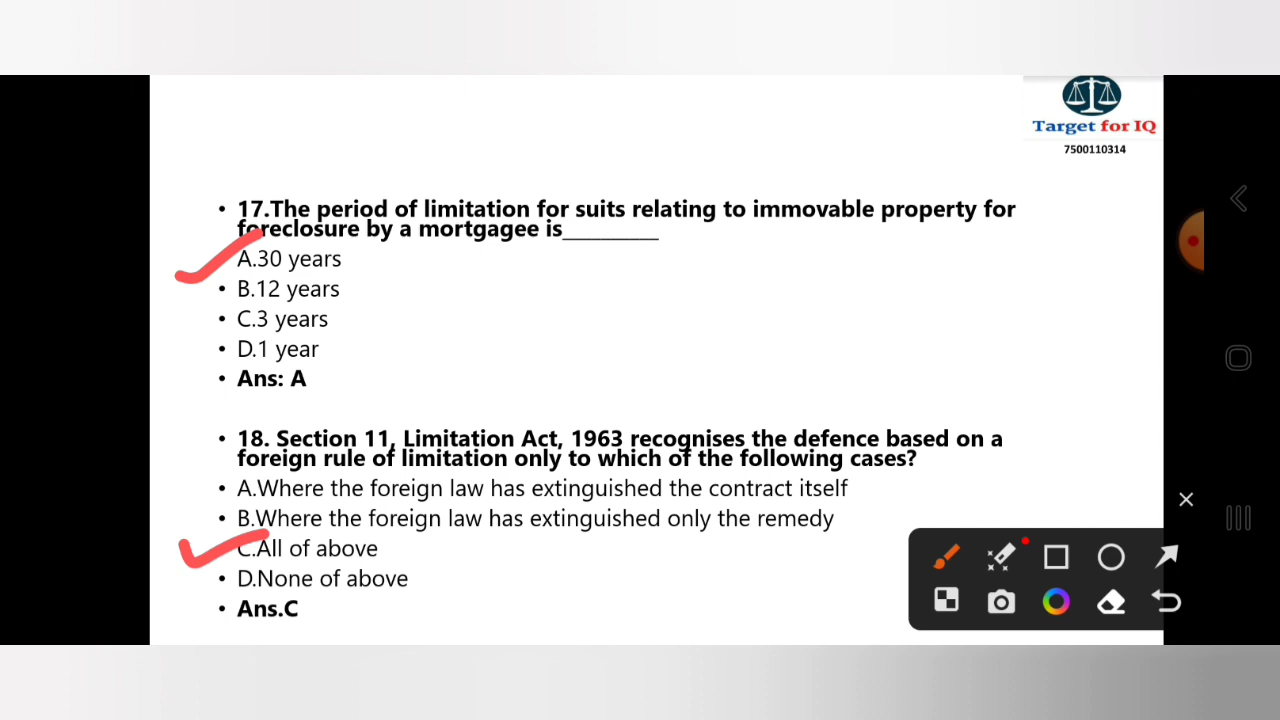 Target for IQ
7500110314
• 17.The period of limitation for suits relating to immovable property for
foreclosure by a mortgagee is_________
A.30 years
• B.12 years
• C.3 years
• D.1 year
• Ans: A
• 18. Section 11, Limitation Act, 1963 recognises the defence based on a
foreign rule of limitation only to which of the following cases?
• A.Where the foreign law has extinguished the contract itself
• B.Where the foreign law has extinguished only the remedy
C.All of above
• D.None of above
• Ans.C